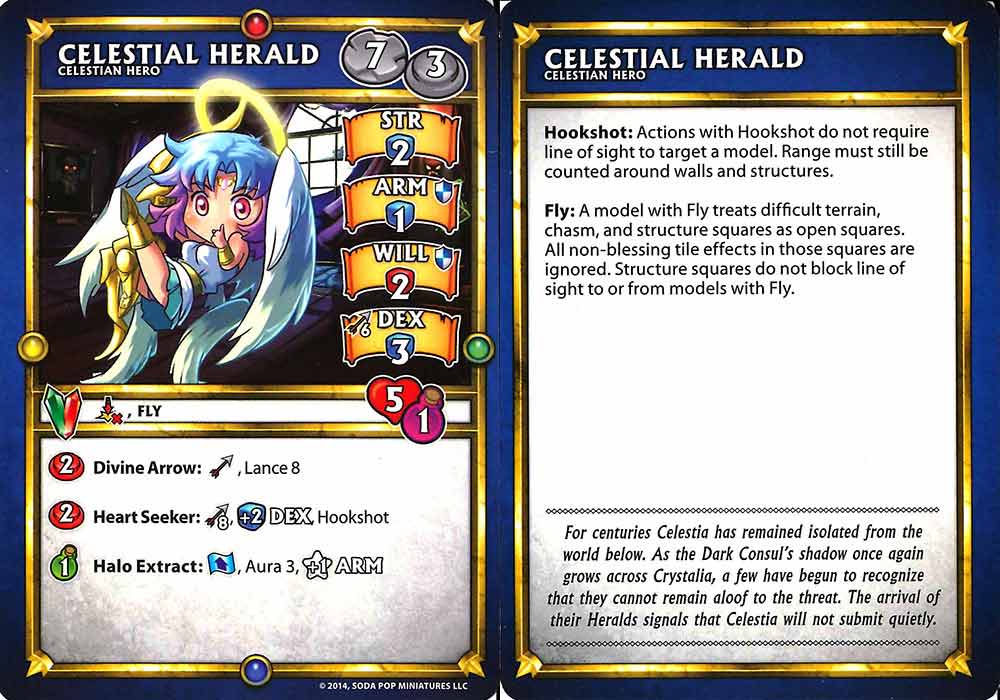 CELESTIAL HERALD
CELESTIAN HERO
7
3
STR
2
ARM
1
WILL
2
6 DEX
3
5
1
, FLY
2 Divine Arrow: , Lance 8
2 Heart Seeker: 8, +2 DEX, Hookshot
1 Halo Extract: , Aura 3, +1 ARM
© 2014, SODA POP MINIATURES LLC
CELESTIAL HERALD
CELESTIAN HERO
Hookshot: Actions with Hookshot do not require
line of sight to target a model. Range must still be
counted around walls and structures.
Fly: A model with Fly treats difficult terrain,
chasm, and structure squares as open squares.
All non-blessing tile effects in those squares are
ignored. Structure squares do not block line of
sight to or from models with Fly.
For centuries Celestia has remained isolated from the
world below. As the Dark Consul's shadow once again
grows across Crystalia, a few have begun to recognize
that they cannot remain aloof to the threat. The arrival of
their Heralds signals that Celestia will not submit quietly.